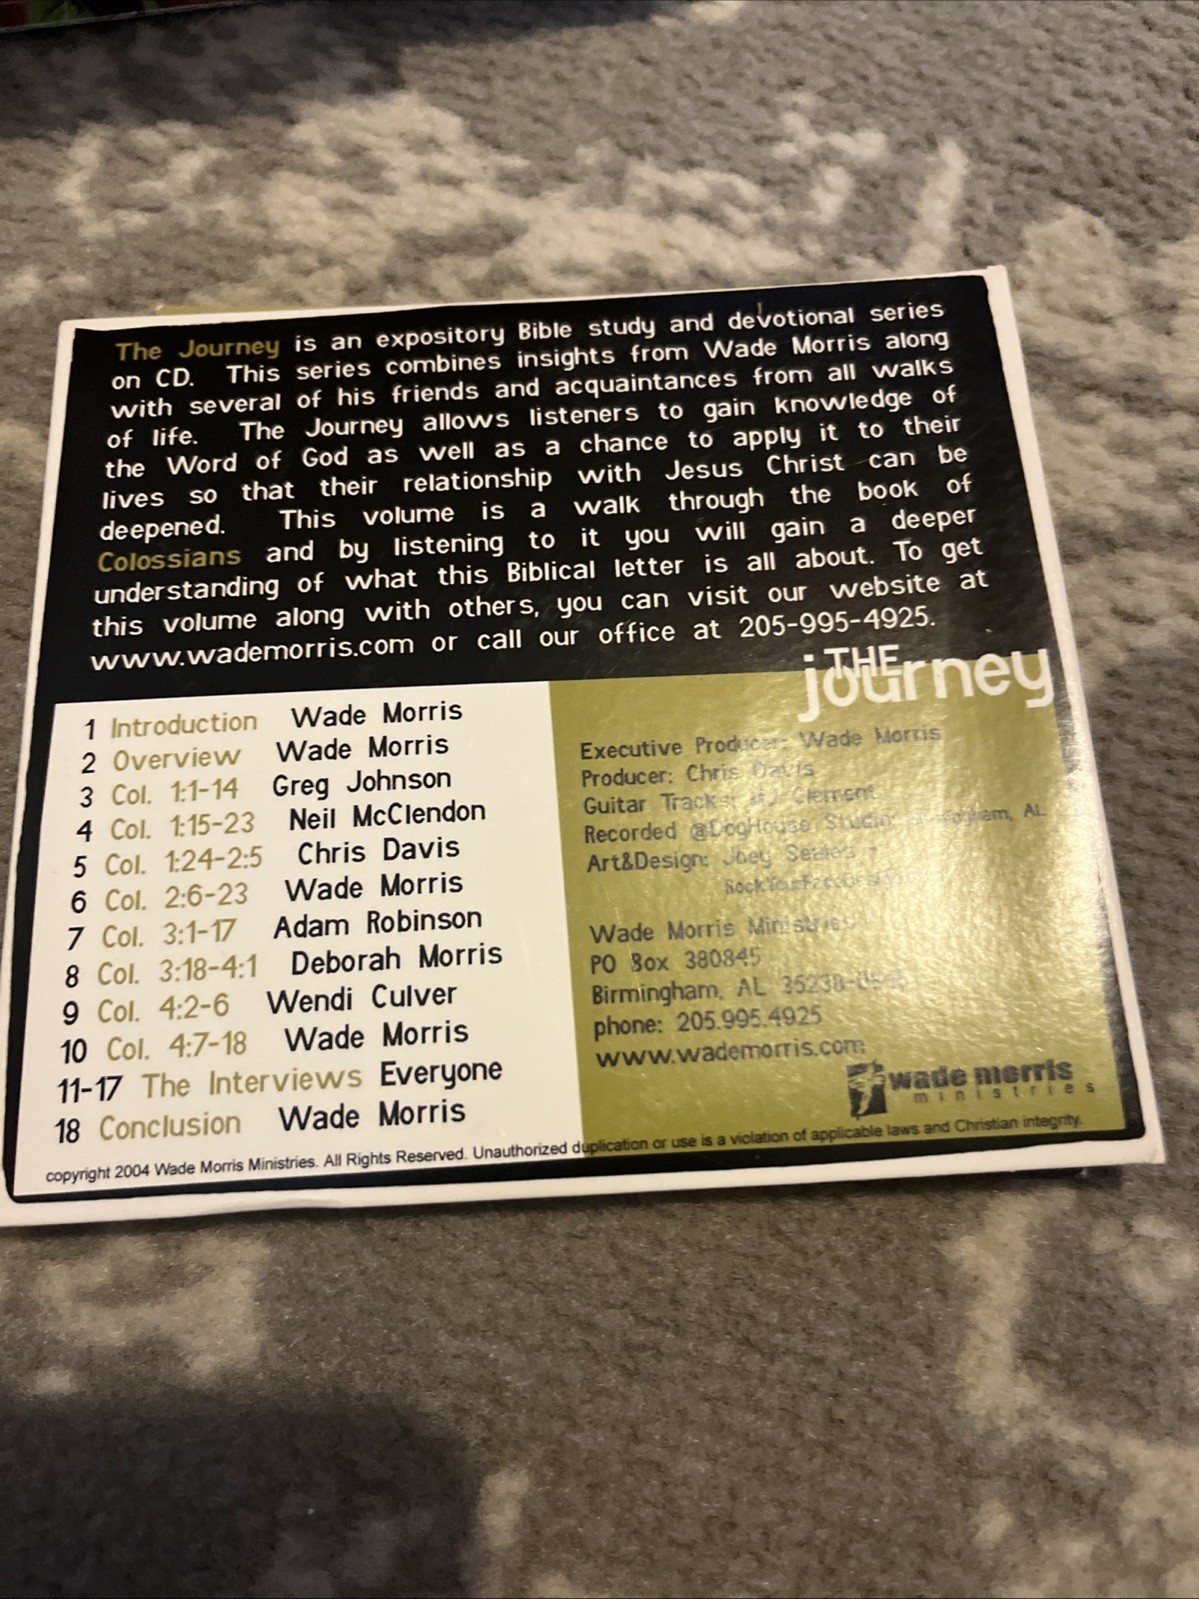 The Journey is an expository Bible study and devotional series
on CD. This series combines insights from Wade Morris along
with several of his friends and acquaintances from all walks
of life. The Journey allows listeners to gain knowledge of
the Word of God as well as a chance to apply it to their
lives so that their relationship with Jesus Christ can be
deepened. This volume is a walk through the book of
Colossians and by listening to it you will gain a deeper
understanding of what this Biblical letter is all about. To get
this volume along with others, you can visit our website at
www.wademorris.com or call our office at 205-995-4925.
THE
journey
1 Introduction Wade Morris
2 Overview Wade Morris
3 Col. 1:1-14 Greg Johnson
4 Col. 1:15-23 Neil McClendon
5 Col. 1:24-2:5 Chris Davis
6 Col. 2:6-23 Wade Morris
7 Col. 3:1-17 Adam Robinson
8 Col. 3:18-4:1 Deborah Morris
9 Col. 4:2-6 Wendi Culver
10 Col. 4:7-18 Wade Morris
11-17 The Interviews Everyone
18 Conclusion Wade Morris
Executive Producer: Wade Morris
Producer: Chris Davis
Guitar Tracks: Clement
Recorded @DogHouse Studio, Birmingham, AL
Art&Design: Joey
Wade Morris Ministries
PO Box 380845
Birmingham, AL
phone: 205.995.4925
www.wademorris.com
wade morris
ministries
copyright 2004 Wade Morris Ministries. All Rights Reserved. Unauthorized duplication or use is a violation of applicable laws and Christian integrity.